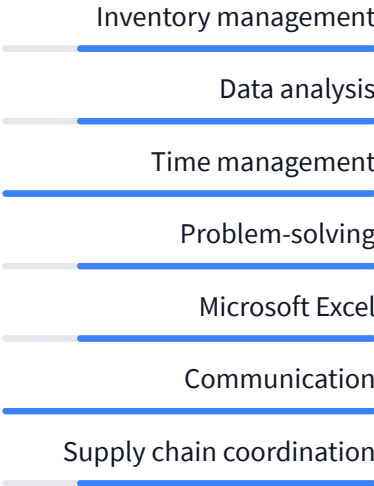 Inventory management
Data analysis
Time management
Problem-solving
Microsoft Excel
Communication
Supply chain coordination